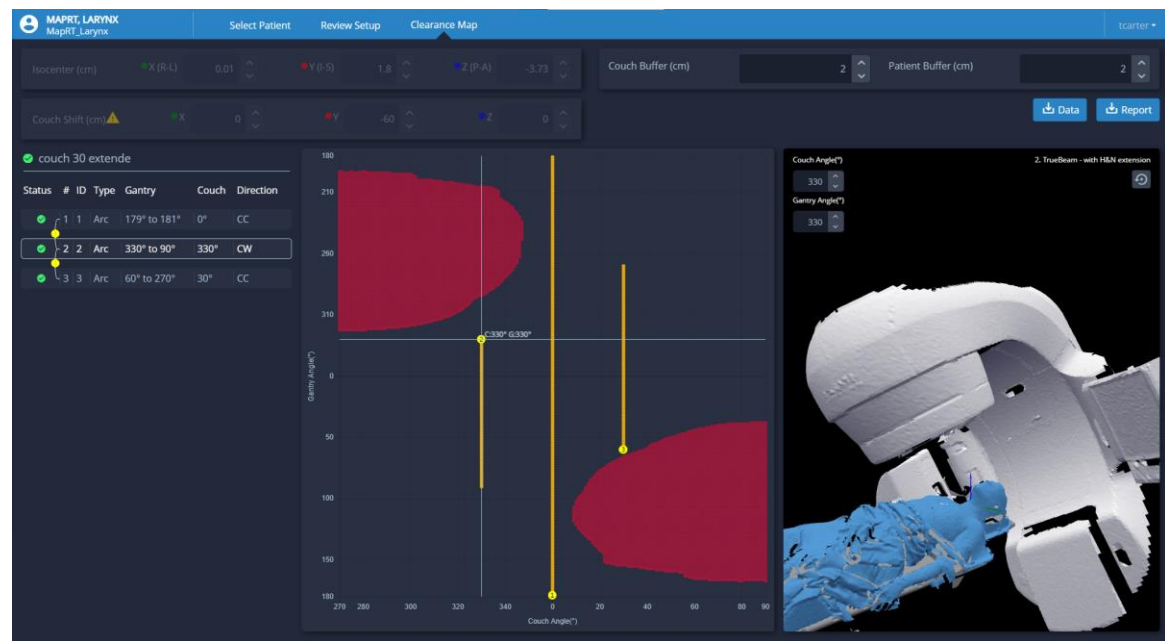 MAPRT, LARYNX
MapRT_Larynx
Select Patient
Review Setup
Clearance Map
tcarter
Isocenter (cm)
X (R-L)
0.01
Y (I-S)
1.8
Z (P-A)
-3.73
Couch Buffer (cm)
2
Patient Buffer (cm)
2
Couch Shift (cm)
X
0
Y
-60
Z
0
Data
Report
couch 30 extende
Status # ID Type Gantry Couch Direction
1 1 Arc 179° to 181° 0° CC
2 2 Arc 330° to 90° 330° CW
3 3 Arc 60° to 270° 30° CC
180
210
260
310
0
50
100
150
180
Gantry Angle(°)
C:330° G:330°
2
3
1
270 280 300 320 340 0 20 40 60 80 90
Couch Angle(°)
Couch Angle(°)
330
Gantry Angle(°)
330
2. TrueBeam - with H&N extension